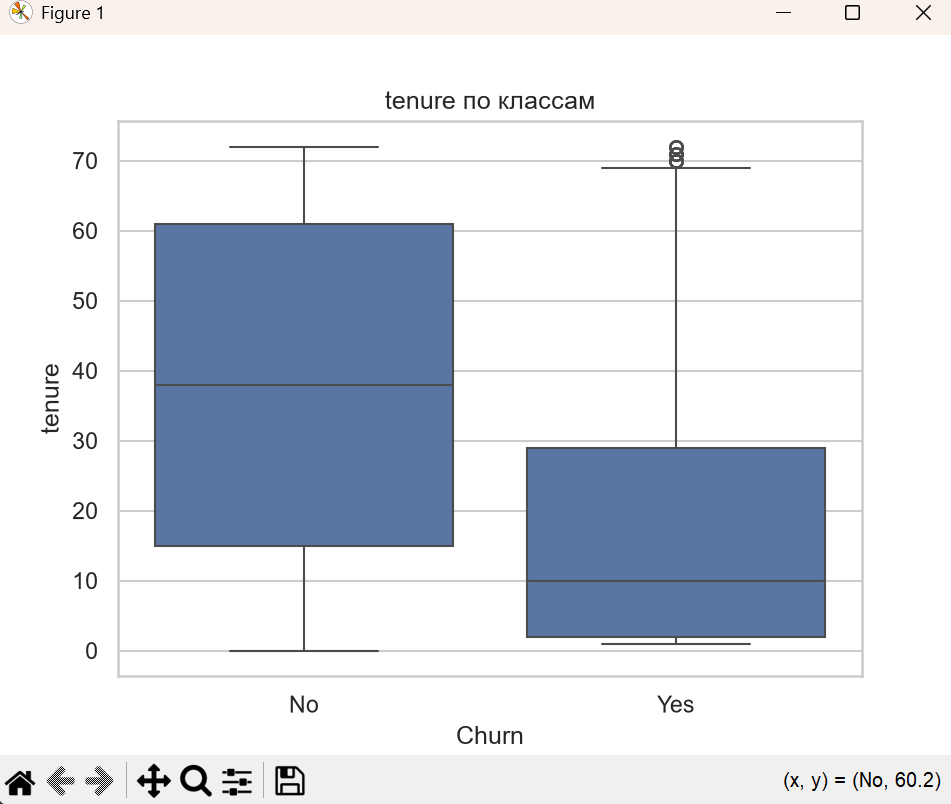 Figure 1
tenure по классам
70
60
50
40
30
20
10
0
tenure
No Yes
Churn
(x, y) = (No, 60.2)